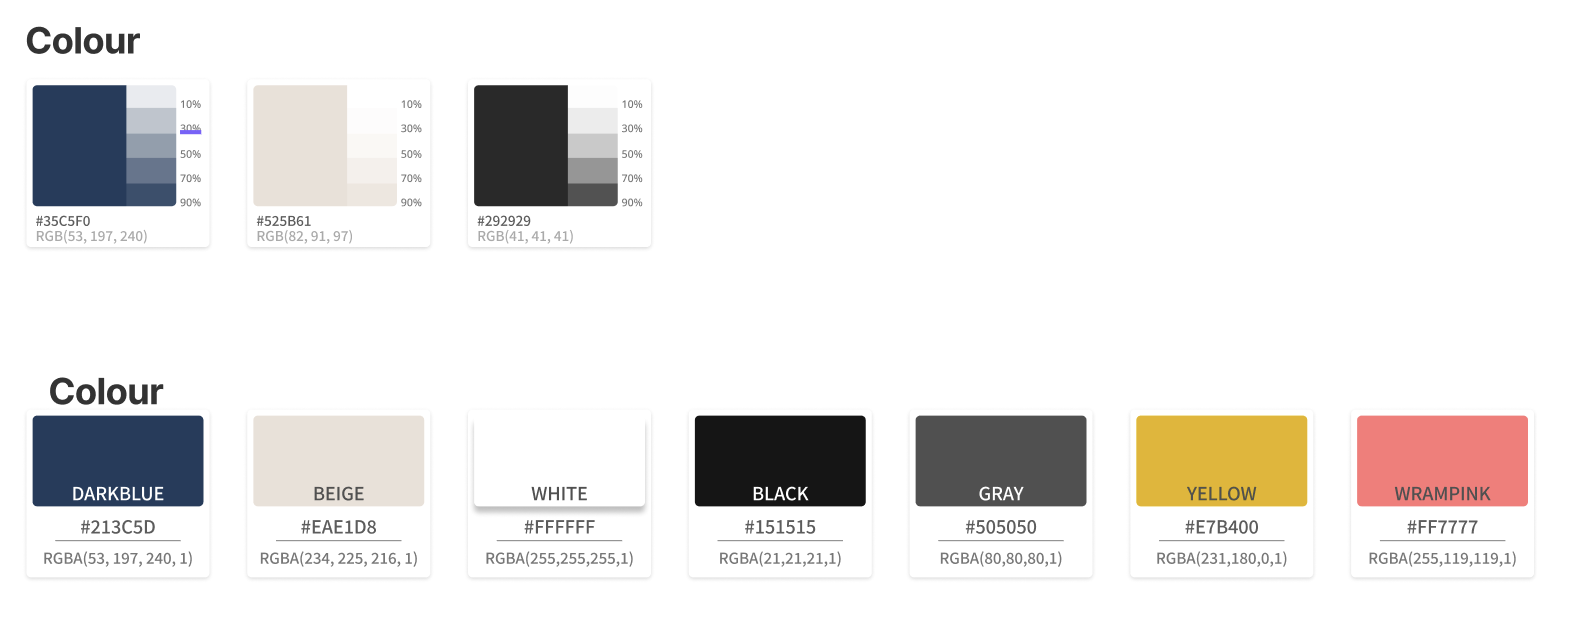 Colour
10%
30%
50%
70%
90%
#35C5F0
RGB(53, 197, 240)
10%
30%
50%
70%
90%
#525B61
RGB(82, 91, 97)
10%
30%
50%
70%
90%
#292929
RGB(41, 41, 41)
Colour
DARKBLUE
#213C5D
RGBA(53, 197, 240, 1)
BEIGE
#EAE1D8
RGBA(234, 225, 216, 1)
WHITE
#FFFFFF
RGBA(255,255,255,1)
BLACK
#151515
RGBA(21,21,21,1)
GRAY
#505050
RGBA(80,80,80,1)
YELLOW
#E7B400
RGBA(231,180,0,1)
WRAMPINK
#FF7777
RGBA(255,119,119,1)